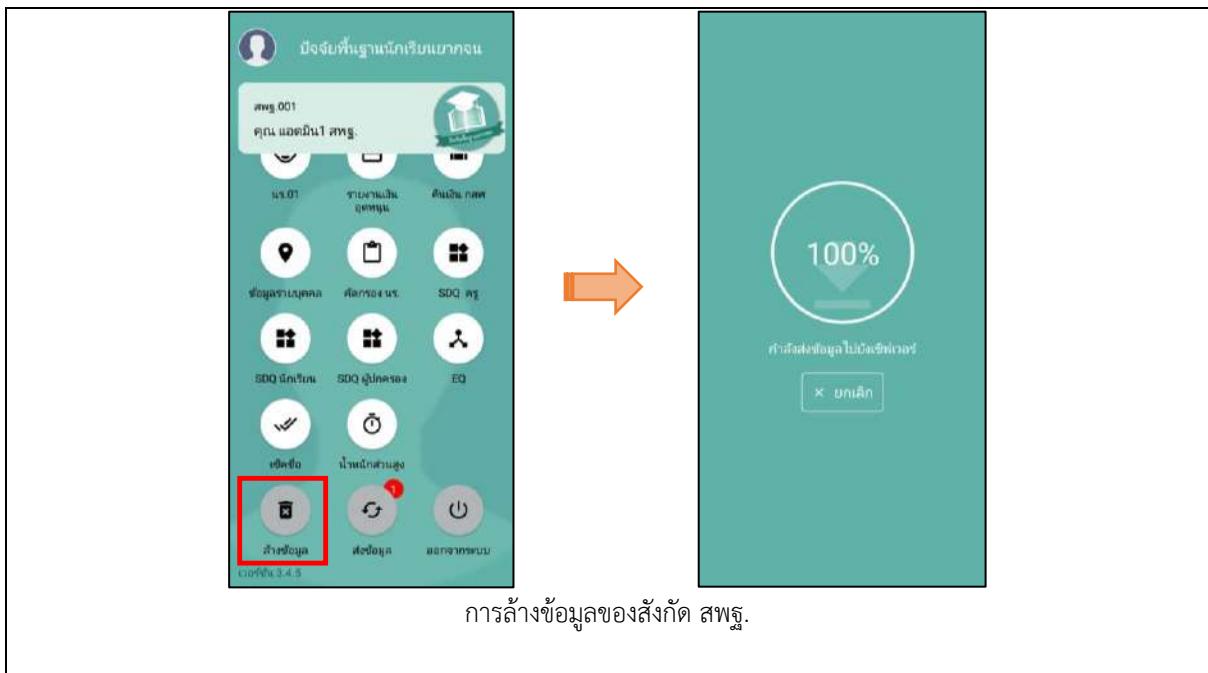 ปัจจัยพื้นฐานนักเรียนยากจน
สพฐ.001
คุณ แอดมิน1 สพฐ.
นร.01
รายงานเงิน
อุดหนุน
คืนเงิน กสศ
ข้อมูลรายบุคคล
คัดกรอง นร.
SDQ ครู
SDQ นักเรียน
SDQ ผู้ปกครอง
EQ
เช็คชื่อ
น้ำหนักส่วนสูง
1
ล้างข้อมูล
ส่งข้อมูล
ออกจากระบบ
เวอร์ชั่น 3.4.5
100%
กำลังส่งข้อมูลไปยังเซิฟเวอร์
× ยกเลิก
การล้างข้อมูลของสังกัด สพฐ.